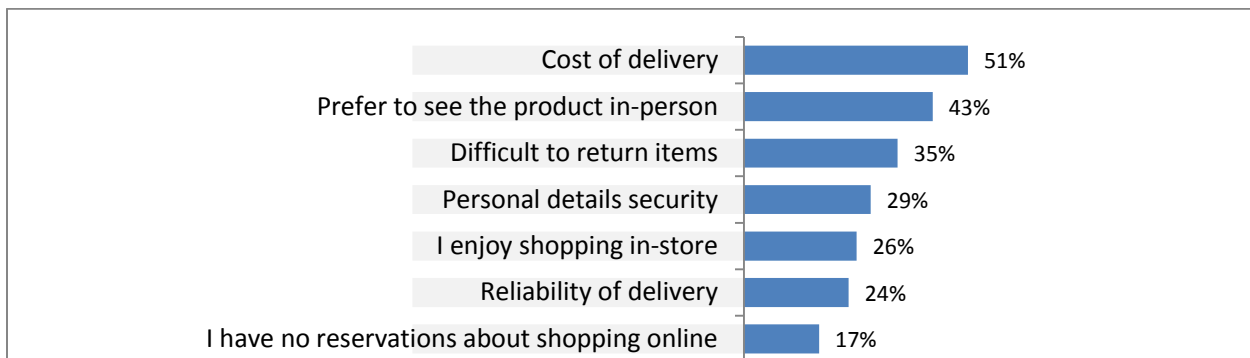 Cost of delivery 51%
Prefer to see the product in-person 43%
Difficult to return items 35%
Personal details security 29%
I enjoy shopping in-store 26%
Reliability of delivery 24%
I have no reservations about shopping online 17%